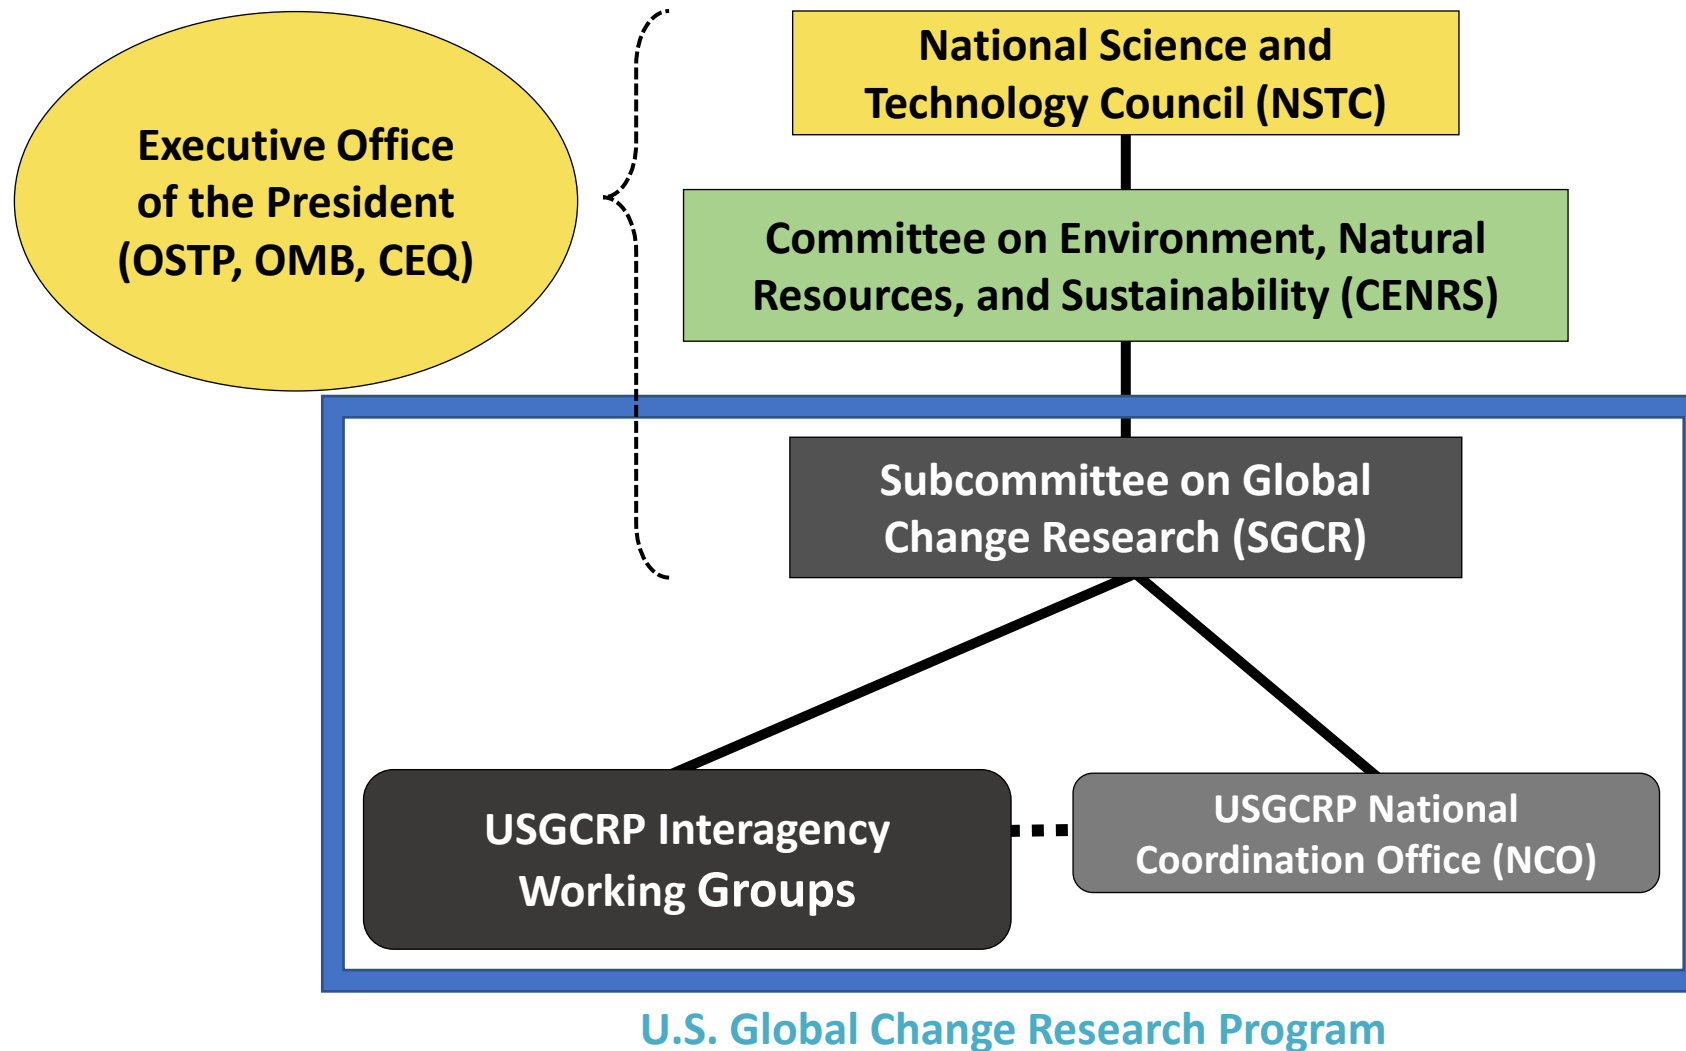 Executive Office
of the President
(OSTP, OMB, CEQ)
National Science and
Technology Council (NSTC)
Committee on Environment, Natural
Resources, and Sustainability (CENRS)
Subcommittee on Global
Change Research (SGCR)
USGCRP Interagency
Working Groups
USGCRP National
Coordination Office (NCO)
U.S. Global Change Research Program